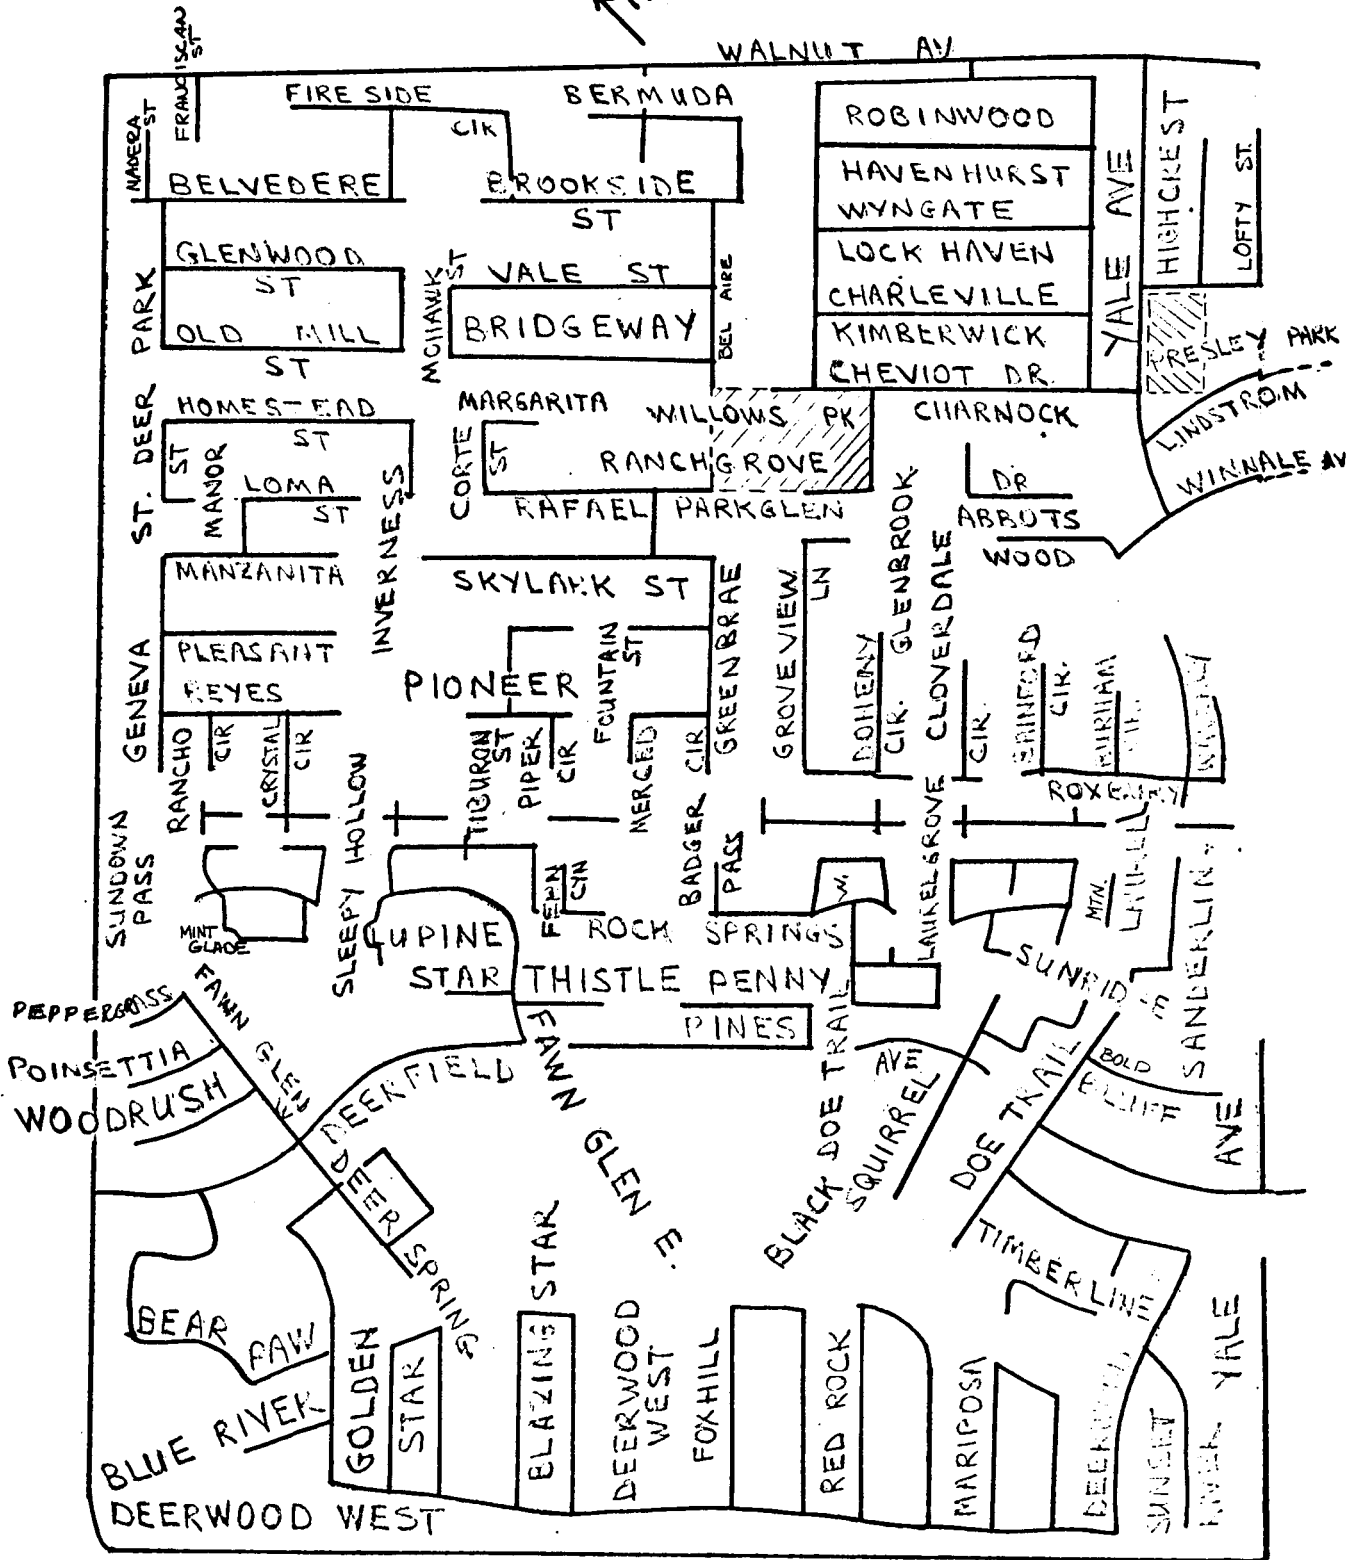 WALNUT AV
FRANCISCAN ST
FIRE SIDE
CIR
BERMUDA
ROBINWOOD
HIGHCREST
NADERA ST
BELVEDERE
BROOKSIDE
ST
HAVENHURST
WYNGATE
YALE AVE
LOFTY ST.
GLENWOOD
ST
MOHAWK ST
VALE ST
BEL AIRE
LOCK HAVEN
CHARLEVILLE
PARK
OLD MILL
ST
BRIDGEWAY
KIMBERWICK
CHEVIOT DR.
PRESLEY PARK
ST. DEER
HOMESTEAD
ST
MARGARITA
WILLOWS PK
CHARNOCK
LINDSTROM
ST
MANOR
LOMA
ST
CORTE
ST
RANCHGROVE
WINNALE AV
INVERNESS
RAFAEL
PARKGLEN
GLENBROOK
DR
ABBOTS
WOOD
MANZANITA
SKYLARK ST
GREENBRAE
GROVEVIEW
LN
CLOVERDALE
GENEVA
PLEASANT
REYES
PIONEER
FOUNTAIN
ST
DOHENY
CIR.
CIR.
CIR.
RANCHO
CIR
CRYSTAL
CIR
TIBURON
ST
PIPER
CIR
MERCED
CIR
ROXBURY
SUNDOWN
PASS
SLEEPY HOLLOW
BADGER
PASS
LAURELGROVE
MINT
GLADE
FERN
CYN
W.
MTN.
LAUREL
SANDERLIN
LUPINE
ROCK SPRINGS
STAR THISTLE
PENNY
SUNRIDGE
PEPPERGRASS
FAWN GLEN W
PINES
POINSETTIA
DEERFIELD
FAWN GLEN E.
BLACK DOE TRAIL
AVE
SQUIRREL
DOE TRAIL
BOLD
BLUFF
WOODRUSH
AVE
DEER SPRING
TIMBERLINE
BEAR PAW
GOLDEN
STAR
BLAZING STAR
DEERWOOD
WEST
FOXHILL
RED ROCK
MARIPOSA
SUNSET
RIVER
YALE
BLUE RIVER
DEERWOOD WEST